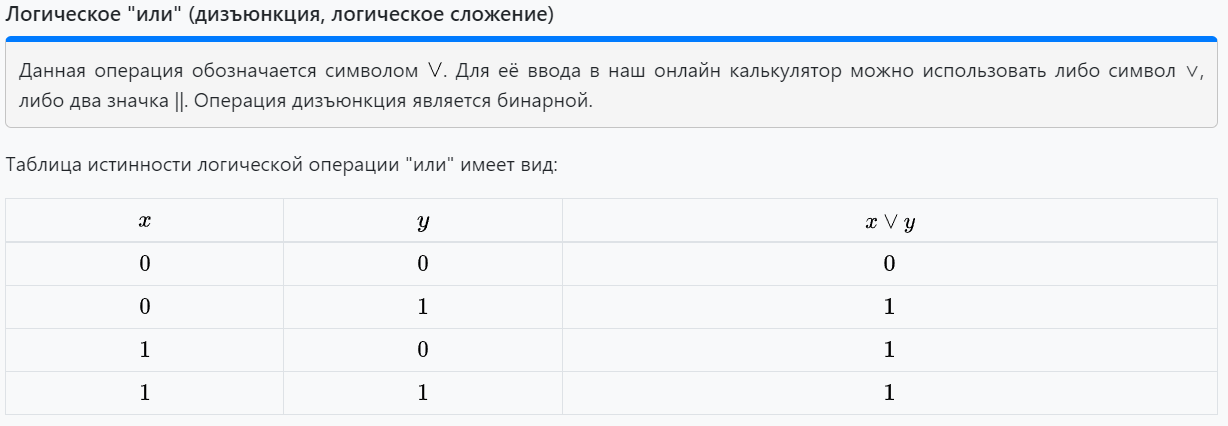 Логическое "или" (дизъюнкция, логическое сложение)
Данная операция обозначается символом ∨. Для её ввода в наш онлайн калькулятор можно использовать либо символ ∨,
либо два значка ||. Операция дизъюнкция является бинарной.
Таблица истинности логической операции "или" имеет вид:
x y x ∨ y
0 0 0
0 1 1
1 0 1
1 1 1